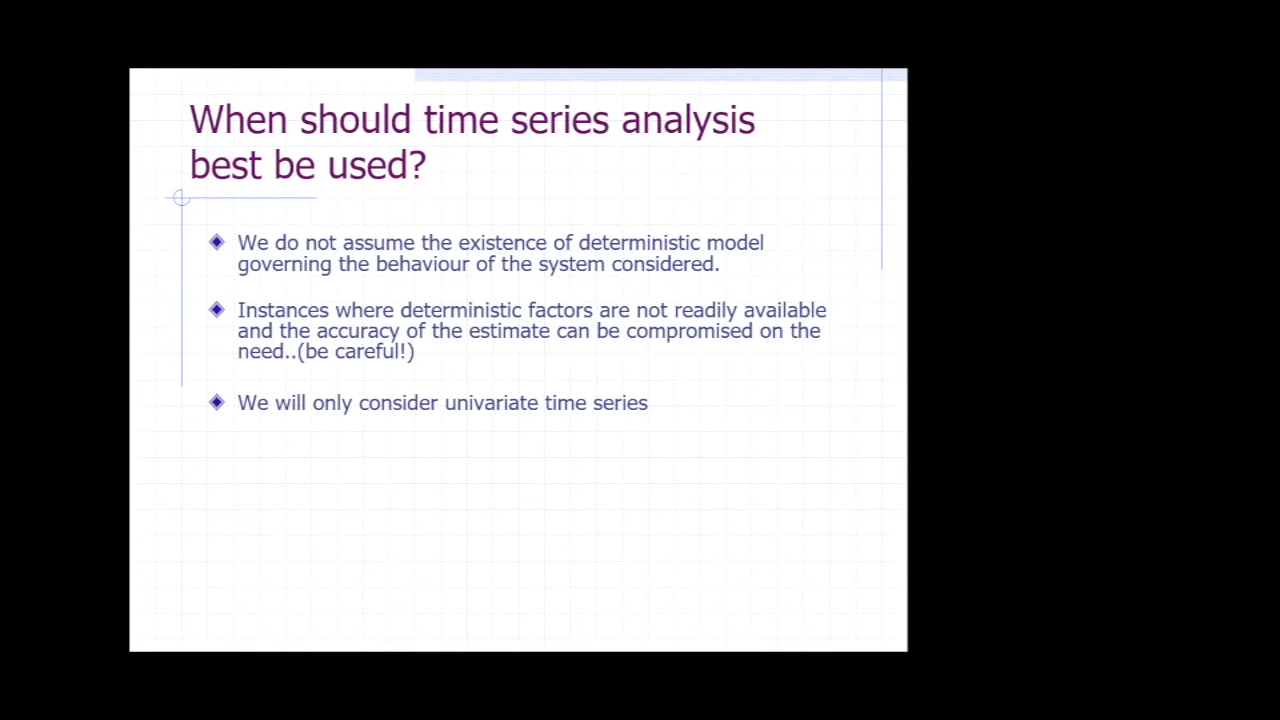 When should time series analysis
best be used?
We do not assume the existence of deterministic model
governing the behaviour of the system considered.
Instances where deterministic factors are not readily available
and the accuracy of the estimate can be compromised on the
need..(be careful!)
We will only consider univariate time series